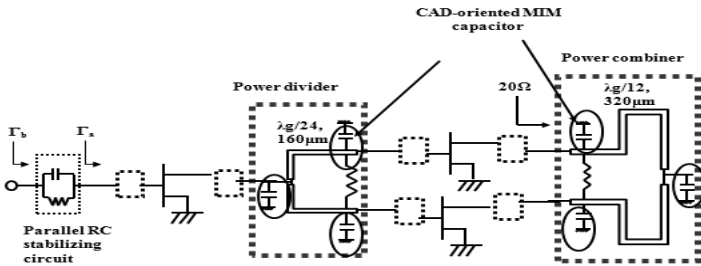 CAD-oriented MIM
capacitor
Power combiner
Power divider
20Ω
λg/12,
320μm
λg/24,
160μm
Γb
Γa
Parallel RC
stabilizing
circuit